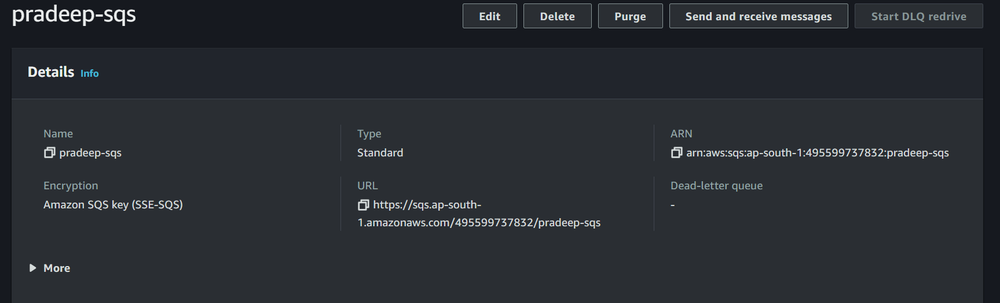 pradeep-sqs
Edit
Delete
Purge
Send and receive messages
Start DLQ redrive
Details Info
Name
pradeep-sqs
Type
Standard
ARN
arn:aws:sqs:ap-south-1:495599737832:pradeep-sqs
Encryption
Amazon SQS key (SSE-SQS)
URL
https://sqs.ap-south-
1.amazonaws.com/495599737832/pradeep-sqs
Dead-letter queue
-
More